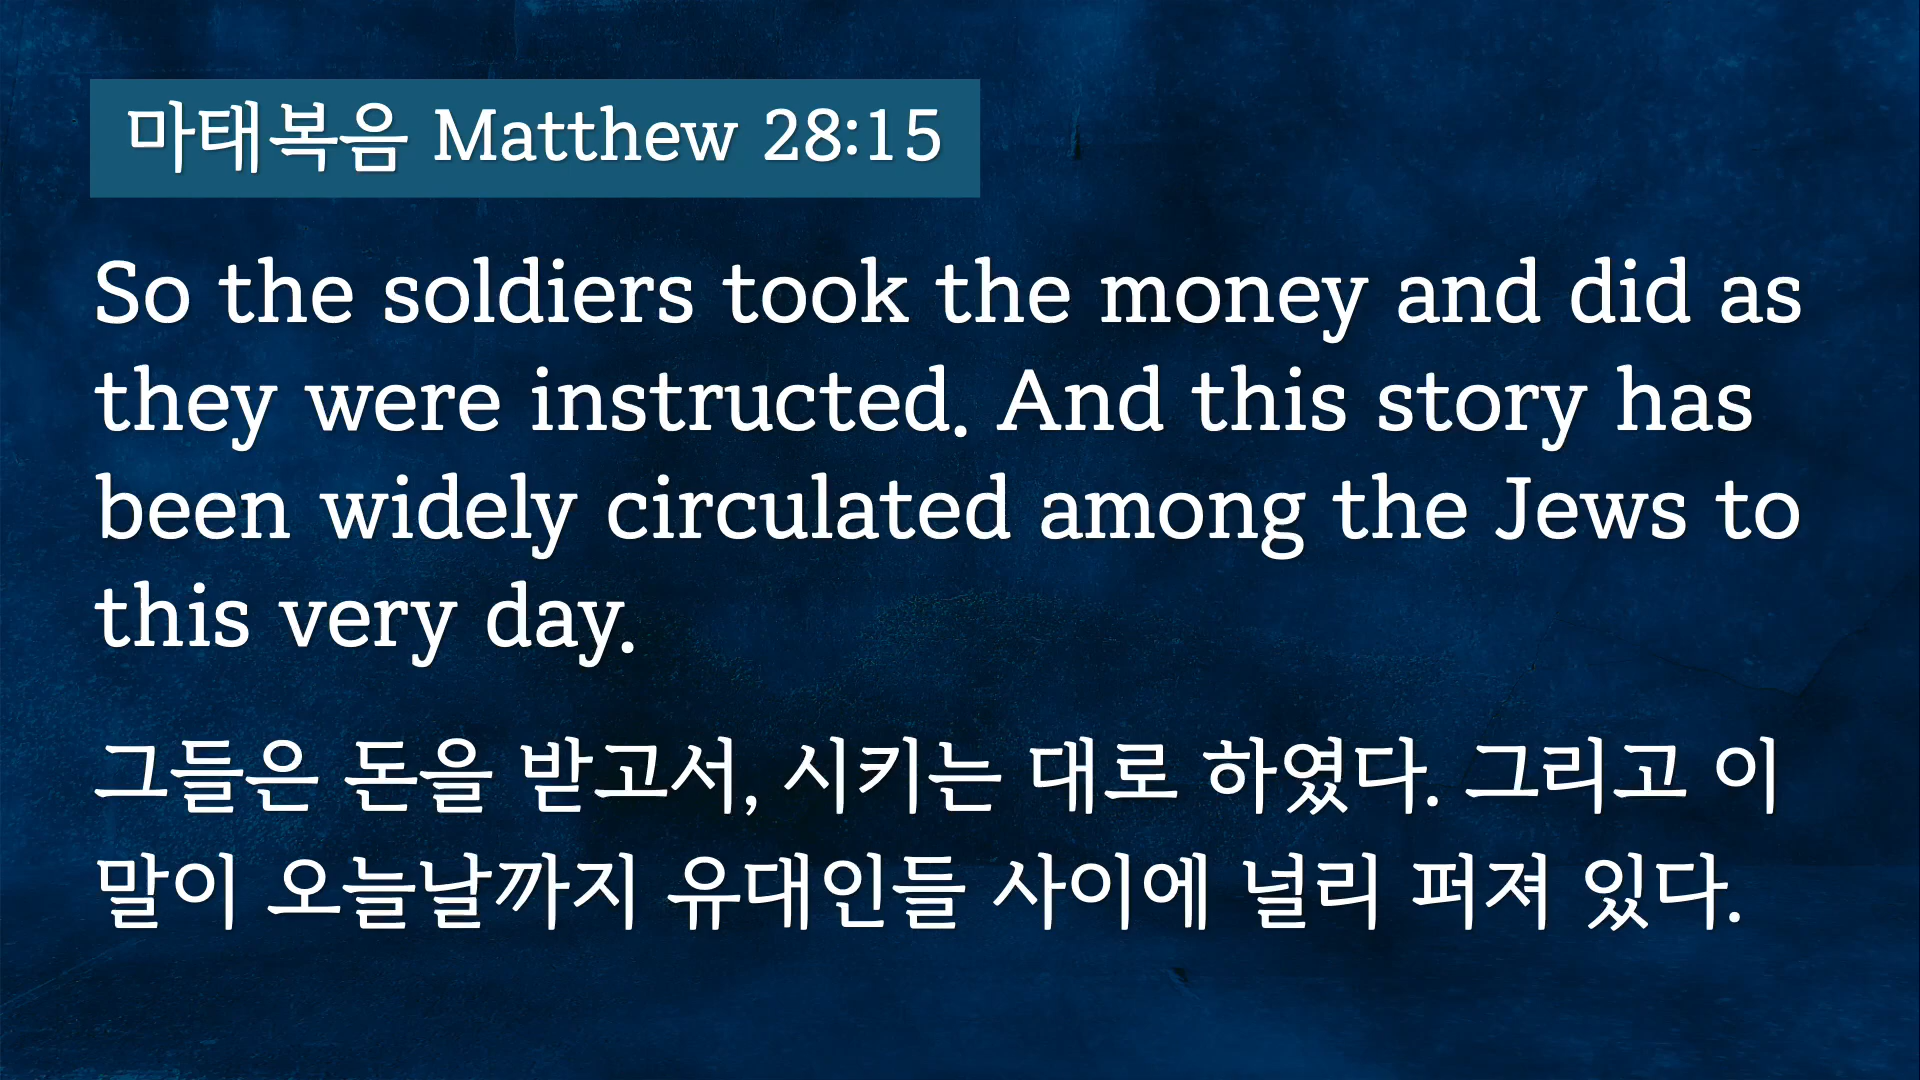 마태복음 Matthew 28:15
So the soldiers took the money and did as
they were instructed. And this story has
been widely circulated among the Jews to
this very day.
그들은 돈을 받고서, 시키는 대로 하였다. 그리고 이
말이 오늘날까지 유대인들 사이에 널리 퍼져 있다.